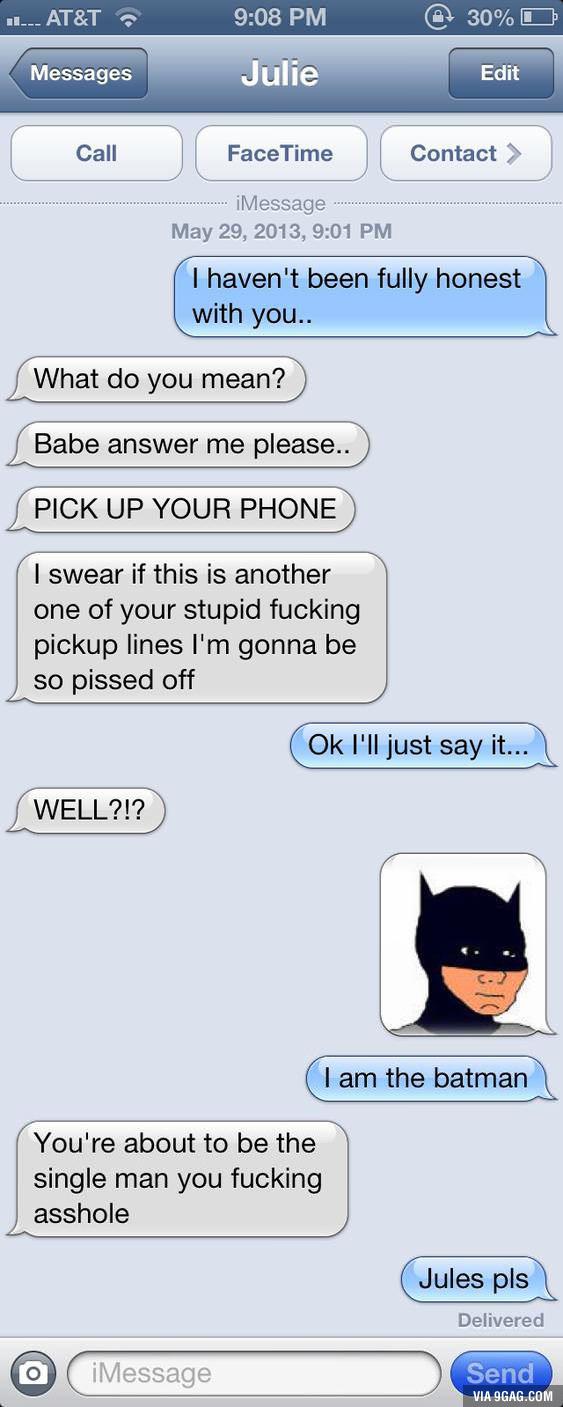 AT&T 9:08 PM 30%
Messages Julie Edit
Call FaceTime Contact
iMessage
May 29, 2013, 9:01 PM
I haven't been fully honest
with you..
What do you mean?
Babe answer me please..
PICK UP YOUR PHONE
I swear if this is another
one of your stupid fucking
pickup lines I'm gonna be
so pissed off
Ok I'll just say it...
WELL?!?
I am the batman
You're about to be the
single man you fucking
asshole
Jules pls
Delivered
iMessage Send
VIA 9GAG.COM